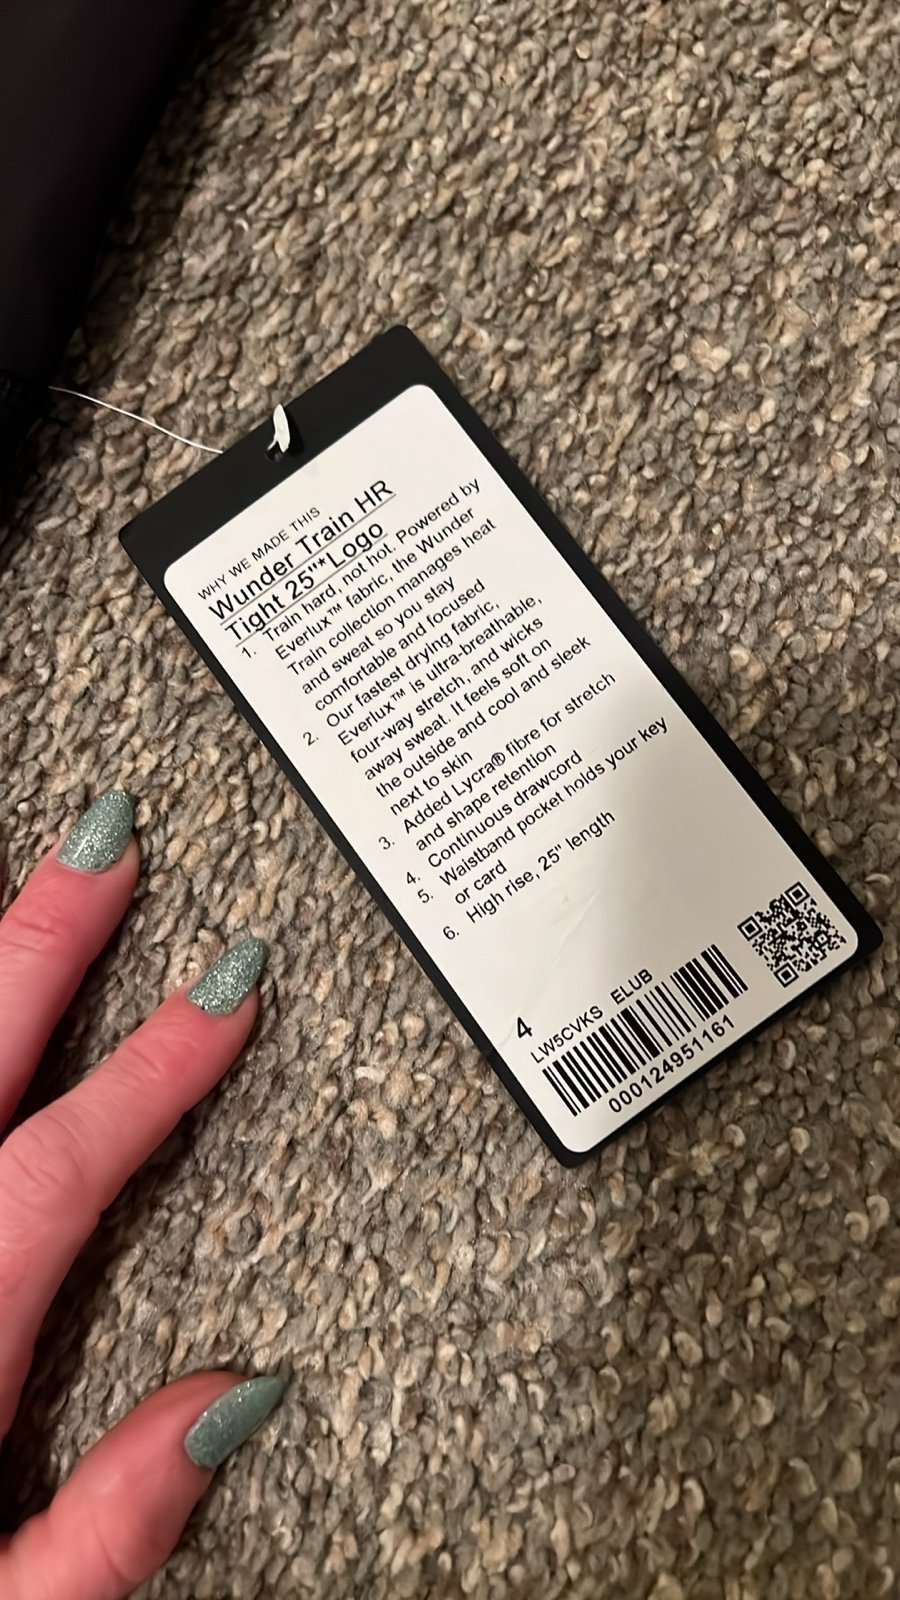 WHY WE MADE THIS
Wunder Train HR
Tight 25"*Logo
1. Train hard, not hot. Powered by
Everlux™ fabric, the Wunder
Train collection manages heat
and sweat so you stay
comfortable and focused
2. Our fastest drying fabric,
Everlux™ is ultra-breathable,
four-way stretch, and wicks
away sweat. It feels soft on
the outside and cool and sleek
next to skin
3. Added Lycra® fibre for stretch
and shape retention
4. Continuous drawcord
5. Waistband pocket holds your key
or card
6. High rise, 25" length
4
LW5CVKS ELUB
000124951161